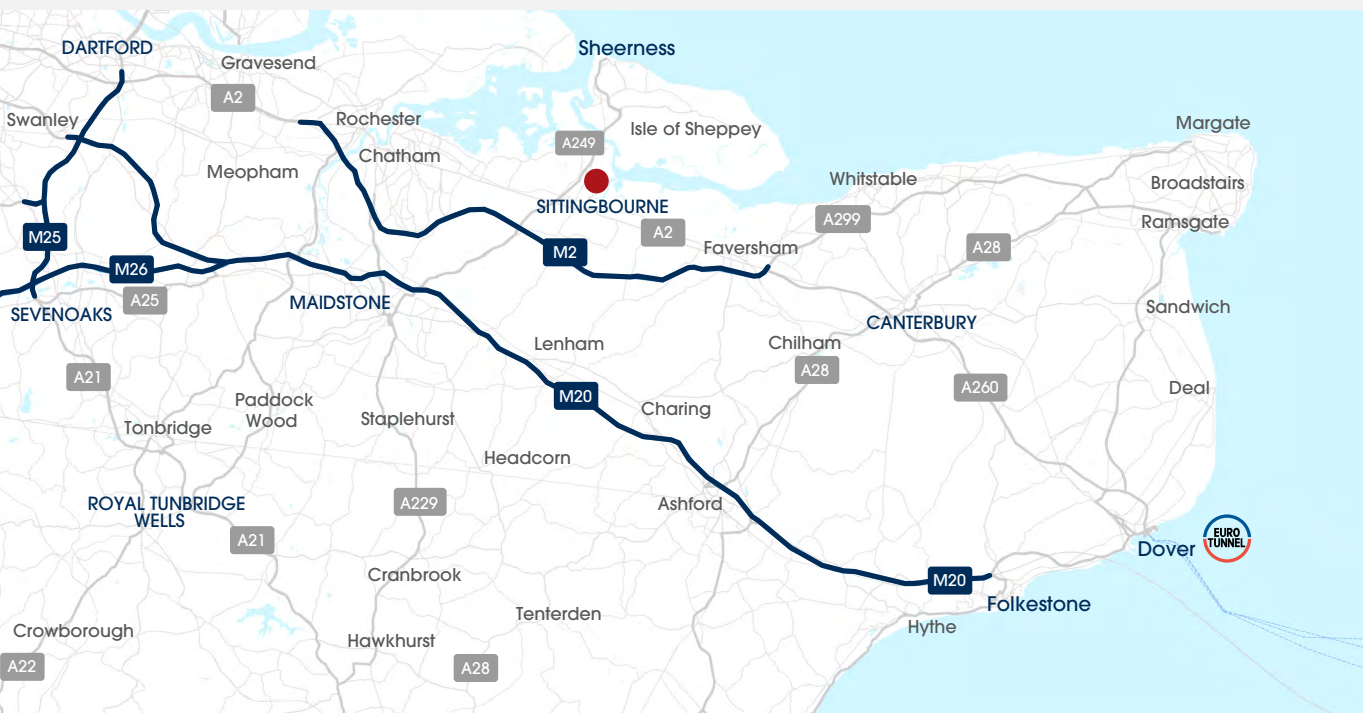 DARTFORD
Sheerness
Gravesend
A2
Swanley
Rochester
Isle of Sheppey
Margate
A249
Chatham
Meopham
Whitstable
Broadstairs
SITTINGBOURNE
A299
Ramsgate
M25
A2
Faversham
A28
M2
M26
A25
MAIDSTONE
SEVENOAKS
Sandwich
CANTERBURY
Lenham
Chilham
A28
A21
A260
Deal
M20
Paddock
Wood
Charing
Staplehurst
Tonbridge
Headcorn
ROYAL TUNBRIDGE
WELLS
A229
Ashford
A21
EURO
TUNNEL
Dover
Cranbrook
M20
Folkestone
Tenterden
Hythe
Crowborough
Hawkhurst
A22
A28